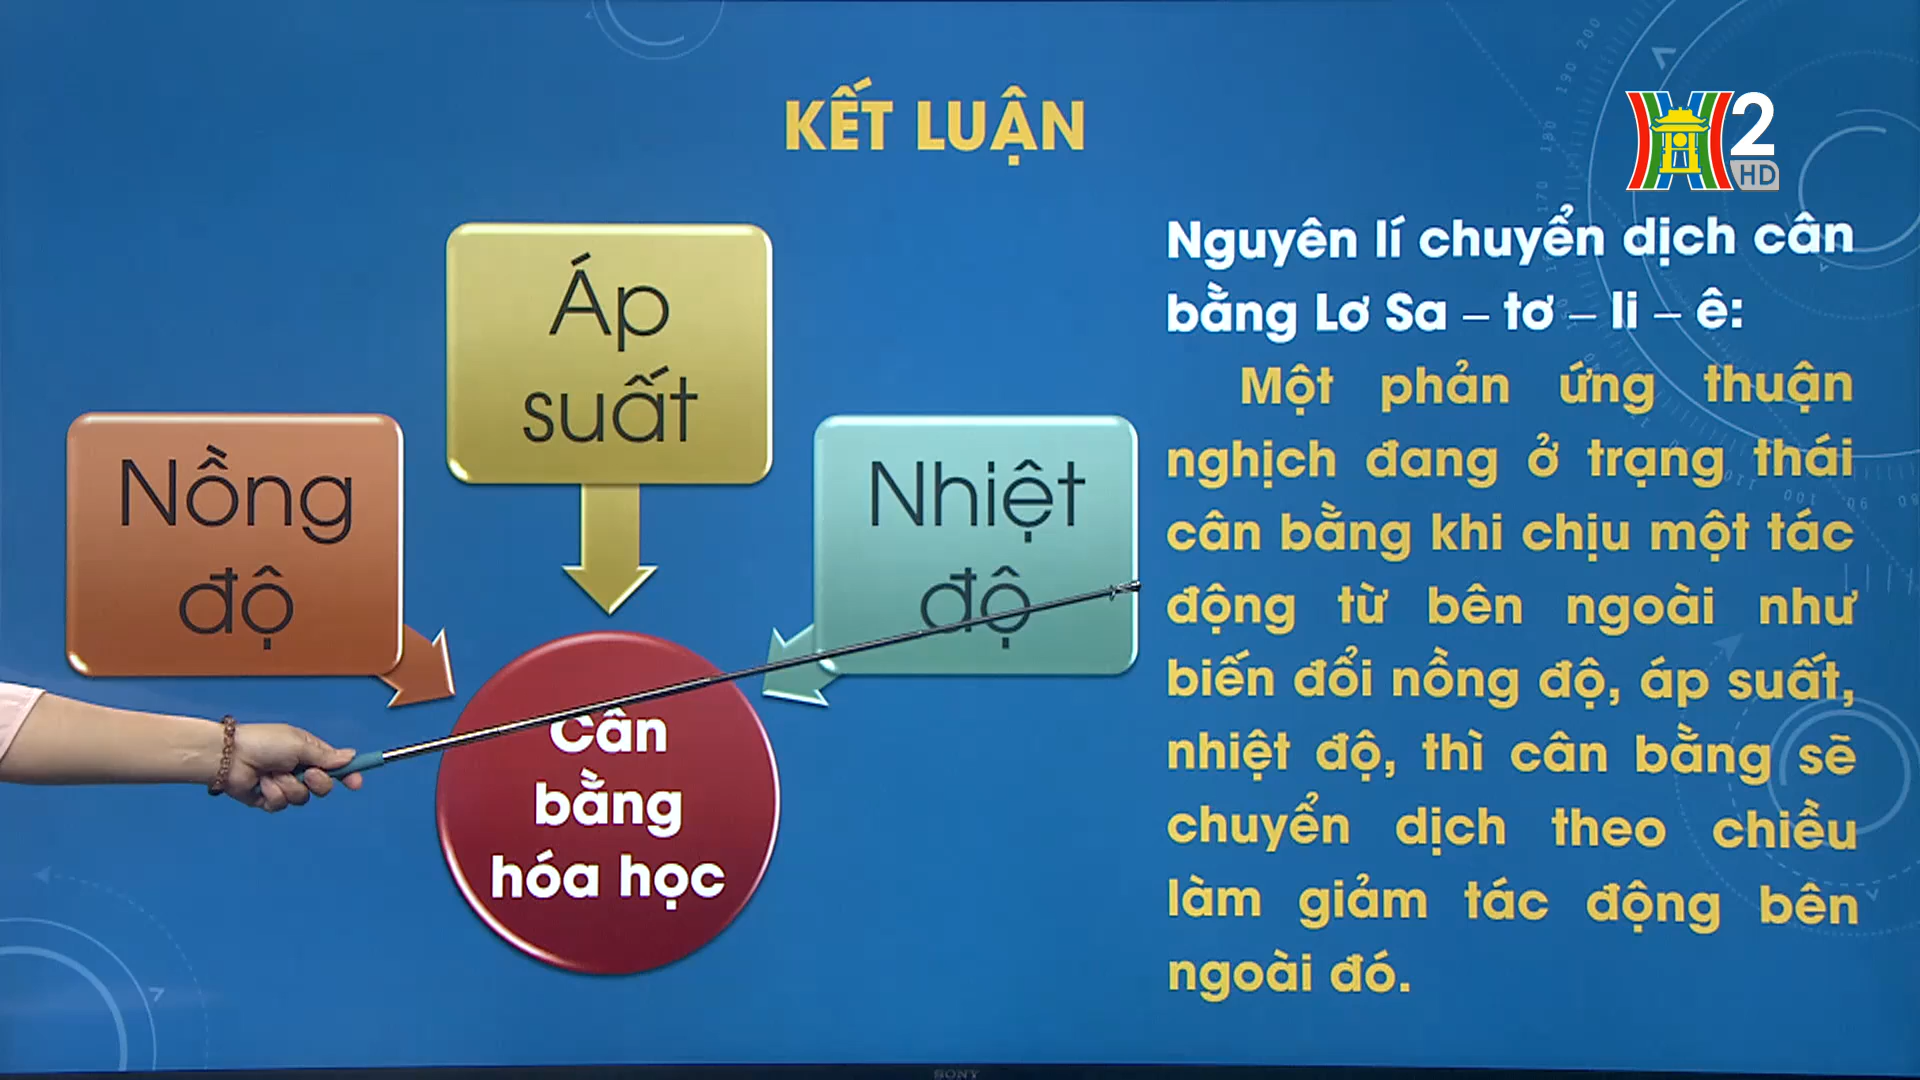 KẾT LUẬN
2
HD
Áp
suất
Nồng
độ
Nhiệt
độ
Cân
bằng
hóa học
Nguyên lí chuyển dịch cân
bằng Lơ Sa – tơ – li – ê:
Một phản ứng thuận
nghịch đang ở trạng thái
cân bằng khi chịu một tác
động từ bên ngoài như
biến đổi nồng độ, áp suất,
nhiệt độ, thì cân bằng sẽ
chuyển dịch theo chiều
làm giảm tác động bên
ngoài đó.
SONY